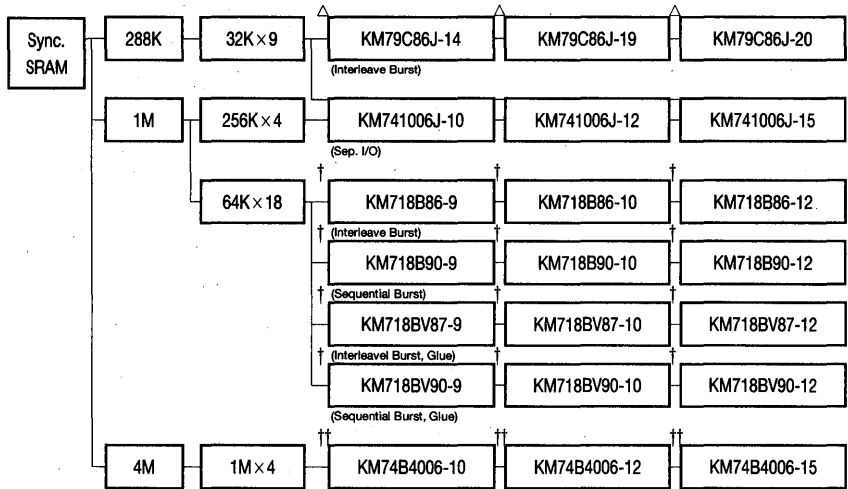 Sync. SRAM
288K
32K×9
△ KM79C86J-14
△ KM79C86J-19
△ KM79C86J-20
(Interleave Burst)
1M
256K×4
KM741006J-10
KM741006J-12
KM741006J-15
(Sep. I/O)
64K×18
† KM718B86-9
† KM718B86-10
† KM718B86-12
(Interleave Burst)
† KM718B90-9
† KM718B90-10
† KM718B90-12
(Sequential Burst)
† KM718BV87-9
† KM718BV87-10
† KM718BV87-12
(Interleavel Burst, Glue)
† KM718BV90-9
† KM718BV90-10
† KM718BV90-12
(Sequential Burst, Glue)
4M
1M×4
†† KM74B4006-10
†† KM74B4006-12
†† KM74B4006-15